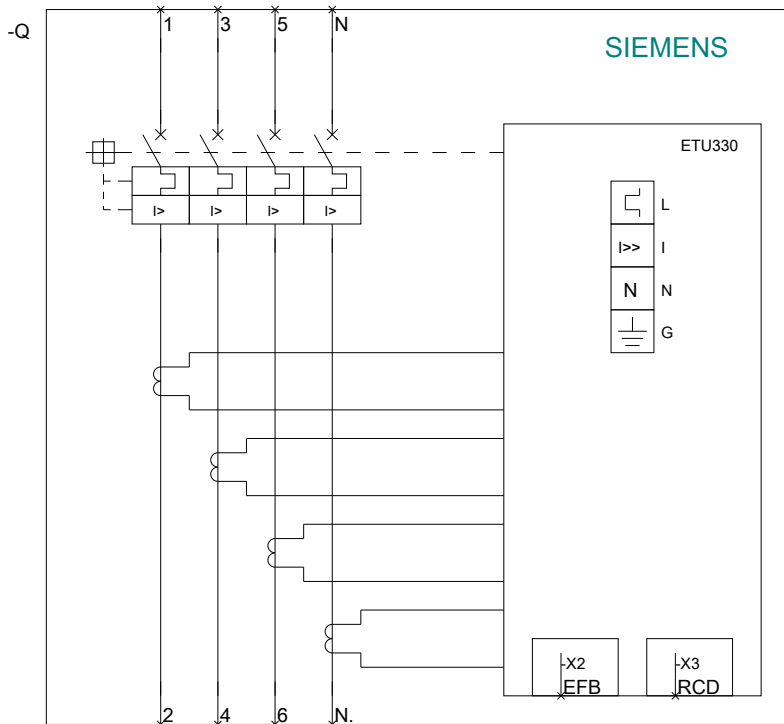 -Q
1 3 5 N
SIEMENS
ETU330
L
I> I> I> I>
I>> I
N N
G
-X2
EFB
-X3
RCD
2 4 6 N.